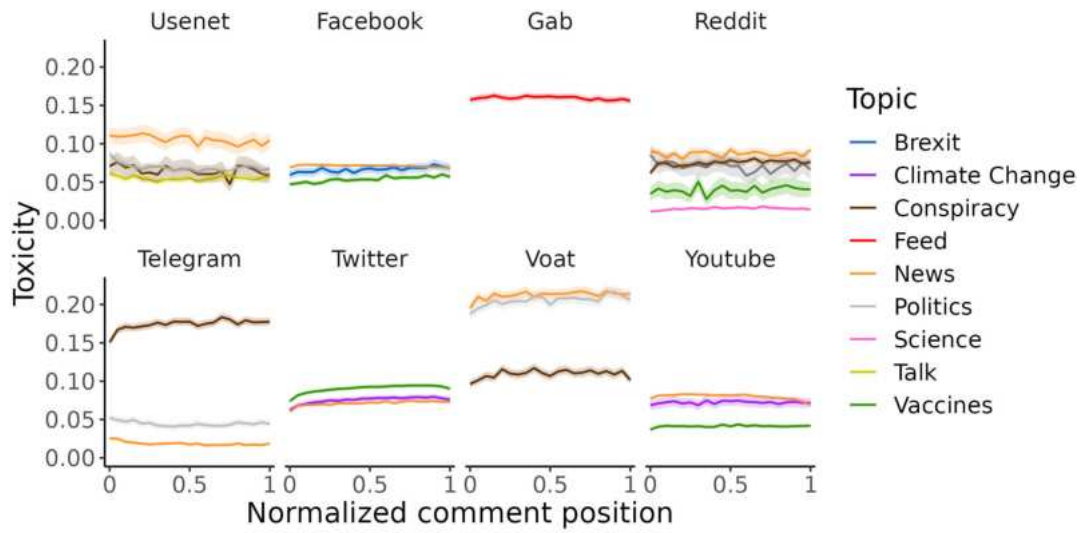 Usenet Facebook Gab Reddit
0.20
0.15
0.10
0.05
0.00
Telegram Twitter Voat Youtube
0.20
0.15
0.10
0.05
0.00
0 0.5 1 0 0.5 1 0 0.5 1 0 0.5 1
Normalized comment position
Toxicity
Topic
Brexit
Climate Change
Conspiracy
Feed
News
Politics
Science
Talk
Vaccines